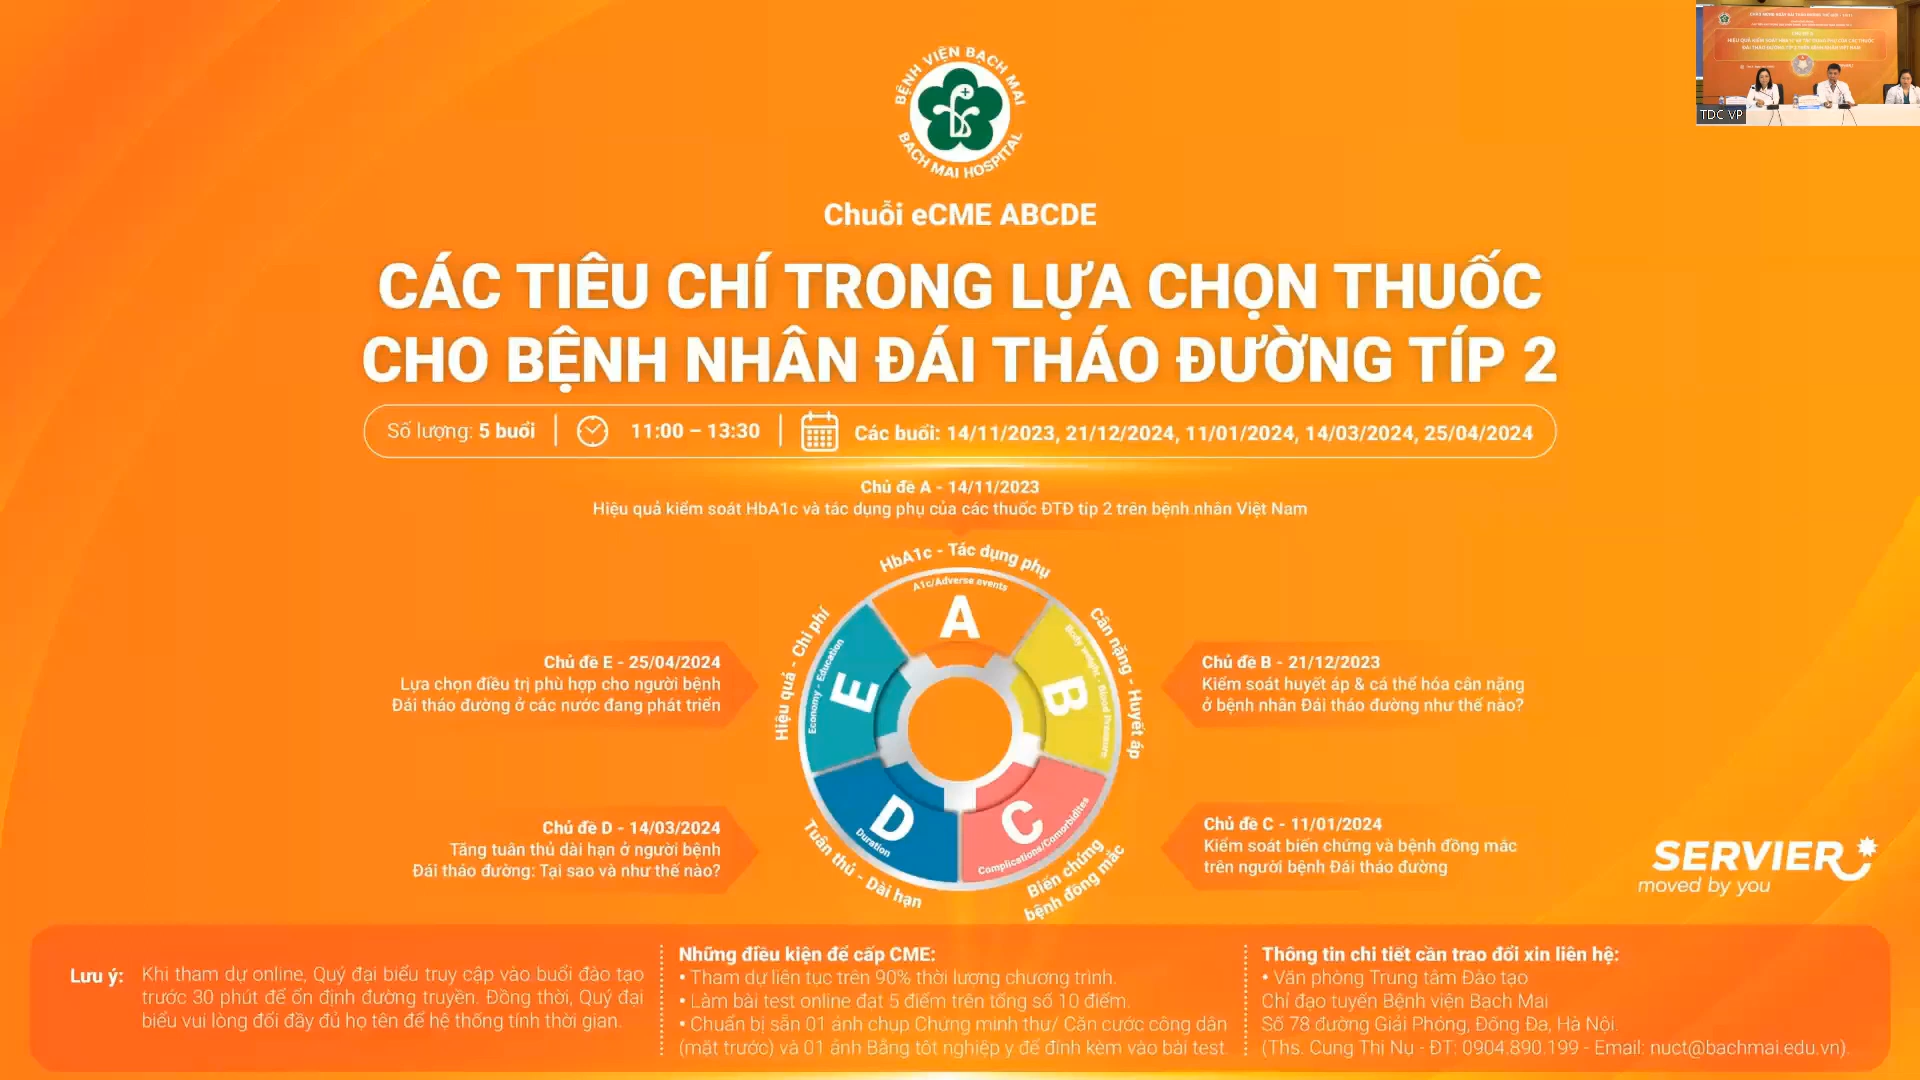 BỆNH VIỆN BẠCH MAI
BACH MAI HOSPITAL
TDC VP
Chuỗi eCME ABCDE
CÁC TIÊU CHÍ TRONG LỰA CHỌN THUỐC
CHO BỆNH NHÂN ĐÁI THÁO ĐƯỜNG TÍP 2
Số lượng: 5 buổi
11:00 – 13:30
Các buổi: 14/11/2023, 21/12/2024, 11/01/2024, 14/03/2024, 25/04/2024
Chủ đề A - 14/11/2023
Hiệu quả kiểm soát HbA1c và tác dụng phụ của các thuốc ĐTĐ típ 2 trên bệnh nhân Việt Nam
HbA1c - Tác dụng phụ
A1c/Adverse events
A
Cân nặng - Huyết áp
Body weight - Blood Pressure
B
Biến chứng
bệnh đồng mắc
Complications/Comorbidites
C
Tuân thủ - Dài hạn
Duration
D
Hiệu quả - Chi phí
Economy - Education
E
Chủ đề E - 25/04/2024
Lựa chọn điều trị phù hợp cho người bệnh
Đái tháo đường ở các nước đang phát triển
Chủ đề B - 21/12/2023
Kiểm soát huyết áp & cá thể hóa cân nặng
ở bệnh nhân Đái tháo đường như thế nào?
Chủ đề D - 14/03/2024
Tăng tuân thủ dài hạn ở người bệnh
Đái tháo đường: Tại sao và như thế nào?
Chủ đề C - 11/01/2024
Kiểm soát biến chứng và bệnh đồng mắc
trên người bệnh Đái tháo đường
SERVIER
moved by you
Lưu ý: Khi tham dự online, Quý đại biểu truy cập vào buổi đào tạo
trước 30 phút để ổn định đường truyền. Đồng thời, Quý đại
biểu vui lòng đổi đầy đủ họ tên để hệ thống tính thời gian.
Những điều kiện để cấp CME:
• Tham dự liên tục trên 90% thời lượng chương trình.
• Làm bài test online đạt 5 điểm trên tổng số 10 điểm.
• Chuẩn bị sẵn 01 ảnh chụp Chứng minh thư/ Căn cước công dân
(mặt trước) và 01 ảnh Bằng tốt nghiệp y để đính kèm vào bài test
Thông tin chi tiết cần trao đổi xin liên hệ:
• Văn phòng Trung tâm Đào tạo
Chỉ đạo tuyến Bệnh viện Bạch Mai
Số 78 đường Giải Phóng, Đống Đa, Hà Nội.
(Ths. Cung Thị Nụ - ĐT: 0904.890.199 - Email: nuct@bachmai.edu.vn).